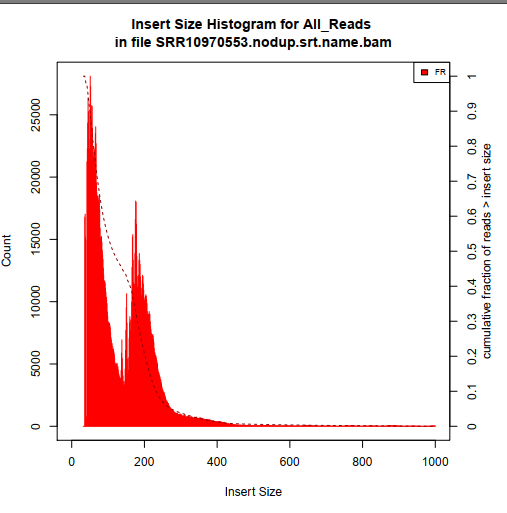 Insert Size Histogram for All_Reads
in file SRR10970553.nodup.srt.name.bam
FR
Count
0
5000
10000
15000
20000
25000
0
0.1
0.2
0.3
0.4
0.5
0.6
0.7
0.8
0.9
1
cumulative fraction of reads > insert size
0 200 400 600 800 1000
Insert Size